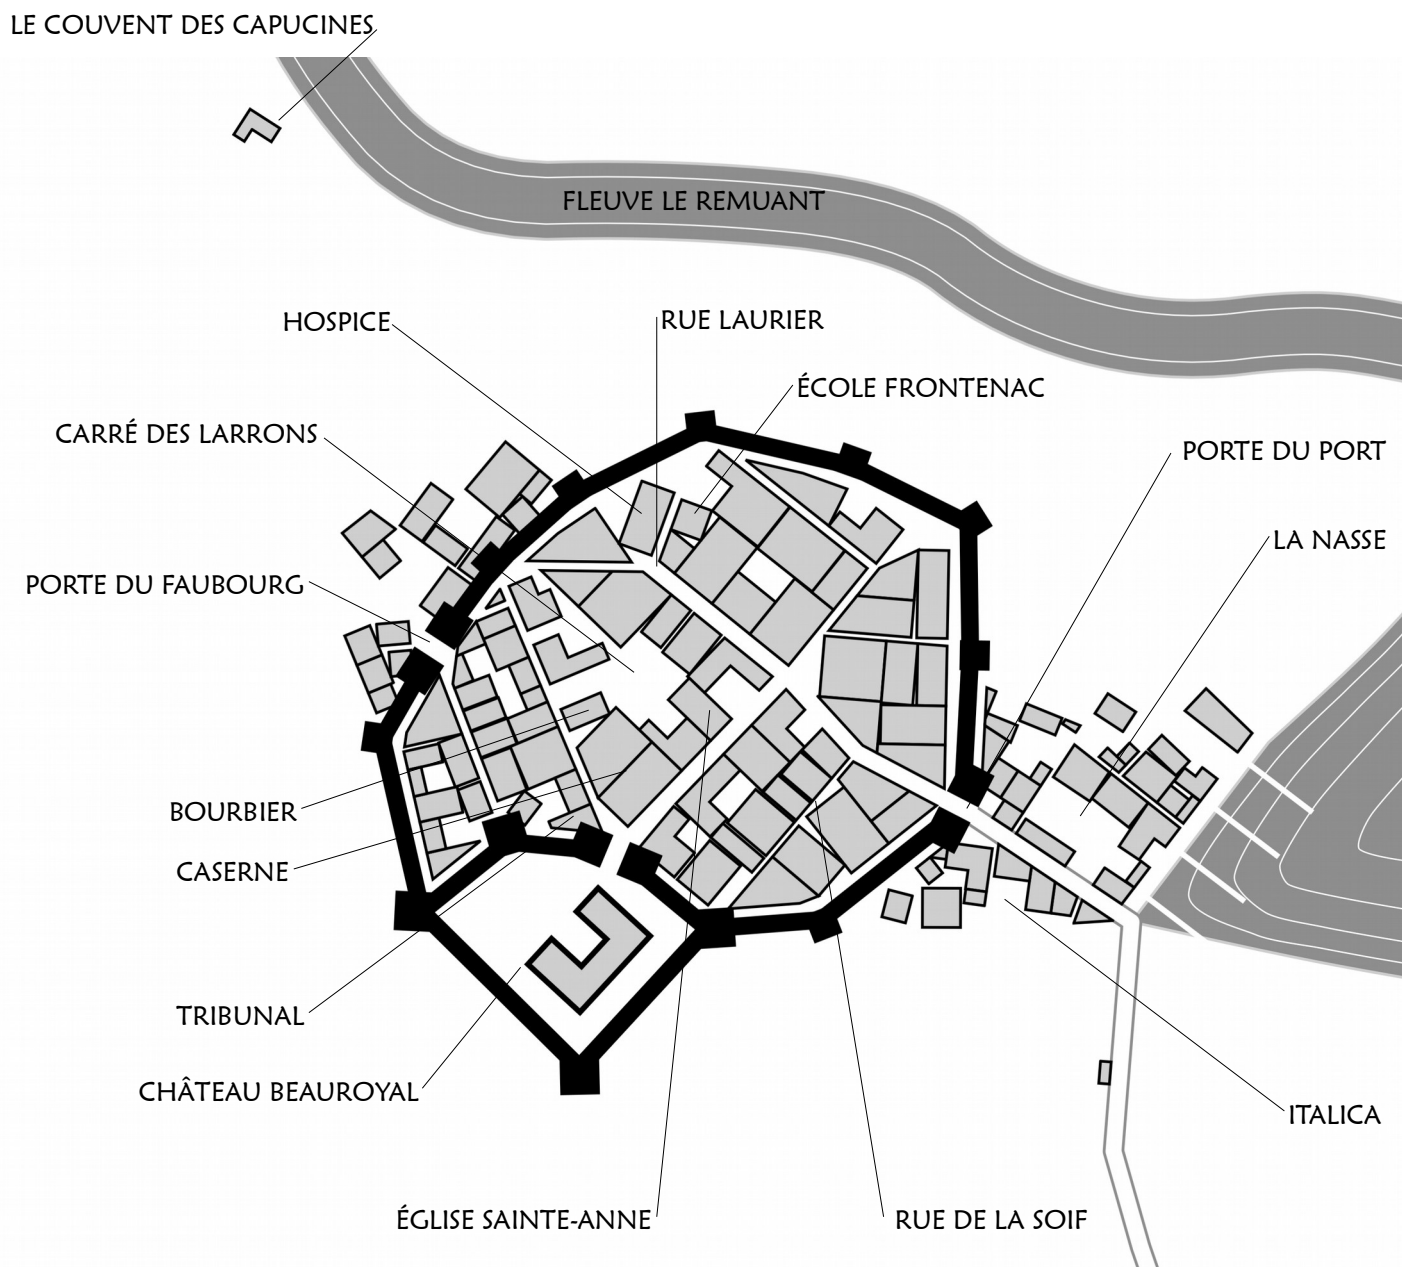 LE COUVENT DES CAPUCINES
FLEUVE LE REMUANT
HOSPICE
RUE LAURIER
ÉCOLE FRONTENAC
CARRÉ DES LARRONS
PORTE DU PORT
LA NASSE
PORTE DU FAUBOURG
BOURBIER
CASERNE
TRIBUNAL
CHÂTEAU BEAUROYAL
ITALICA
ÉGLISE SAINTE-ANNE
RUE DE LA SOIF